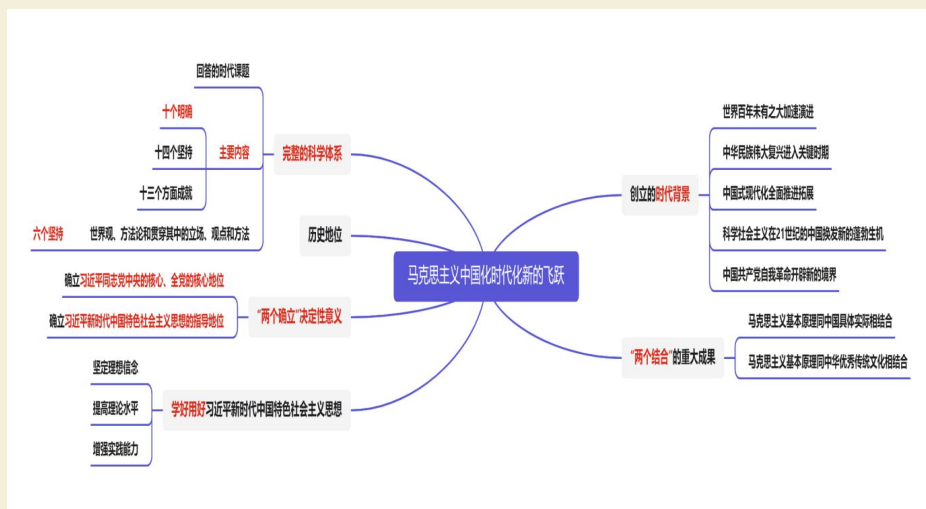 马克思主义中国化时代化新的飞跃
创立的时代背景
世界百年未有之大加速演进
中华民族伟大复兴进入关键时期
中国式现代化全面推进拓展
科学社会主义在21世纪的中国焕发新的蓬勃生机
中国共产党自我革命开辟新的境界
“两个结合”的重大成果
马克思主义基本原理同中国具体实际相结合
马克思主义基本原理同中华优秀传统文化相结合
完整的科学体系
回答的时代课题
主要内容
十个明确
十四个坚持
十三个方面成就
世界观、方法论和贯穿其中的立场、观点和方法
六个坚持
历史地位
“两个确立”决定性意义
确立习近平同志党中央的核心、全党的核心地位
确立习近平新时代中国特色社会主义思想的指导地位
学好用好习近平新时代中国特色社会主义思想
坚定理想信念
提高理论水平
增强实践能力